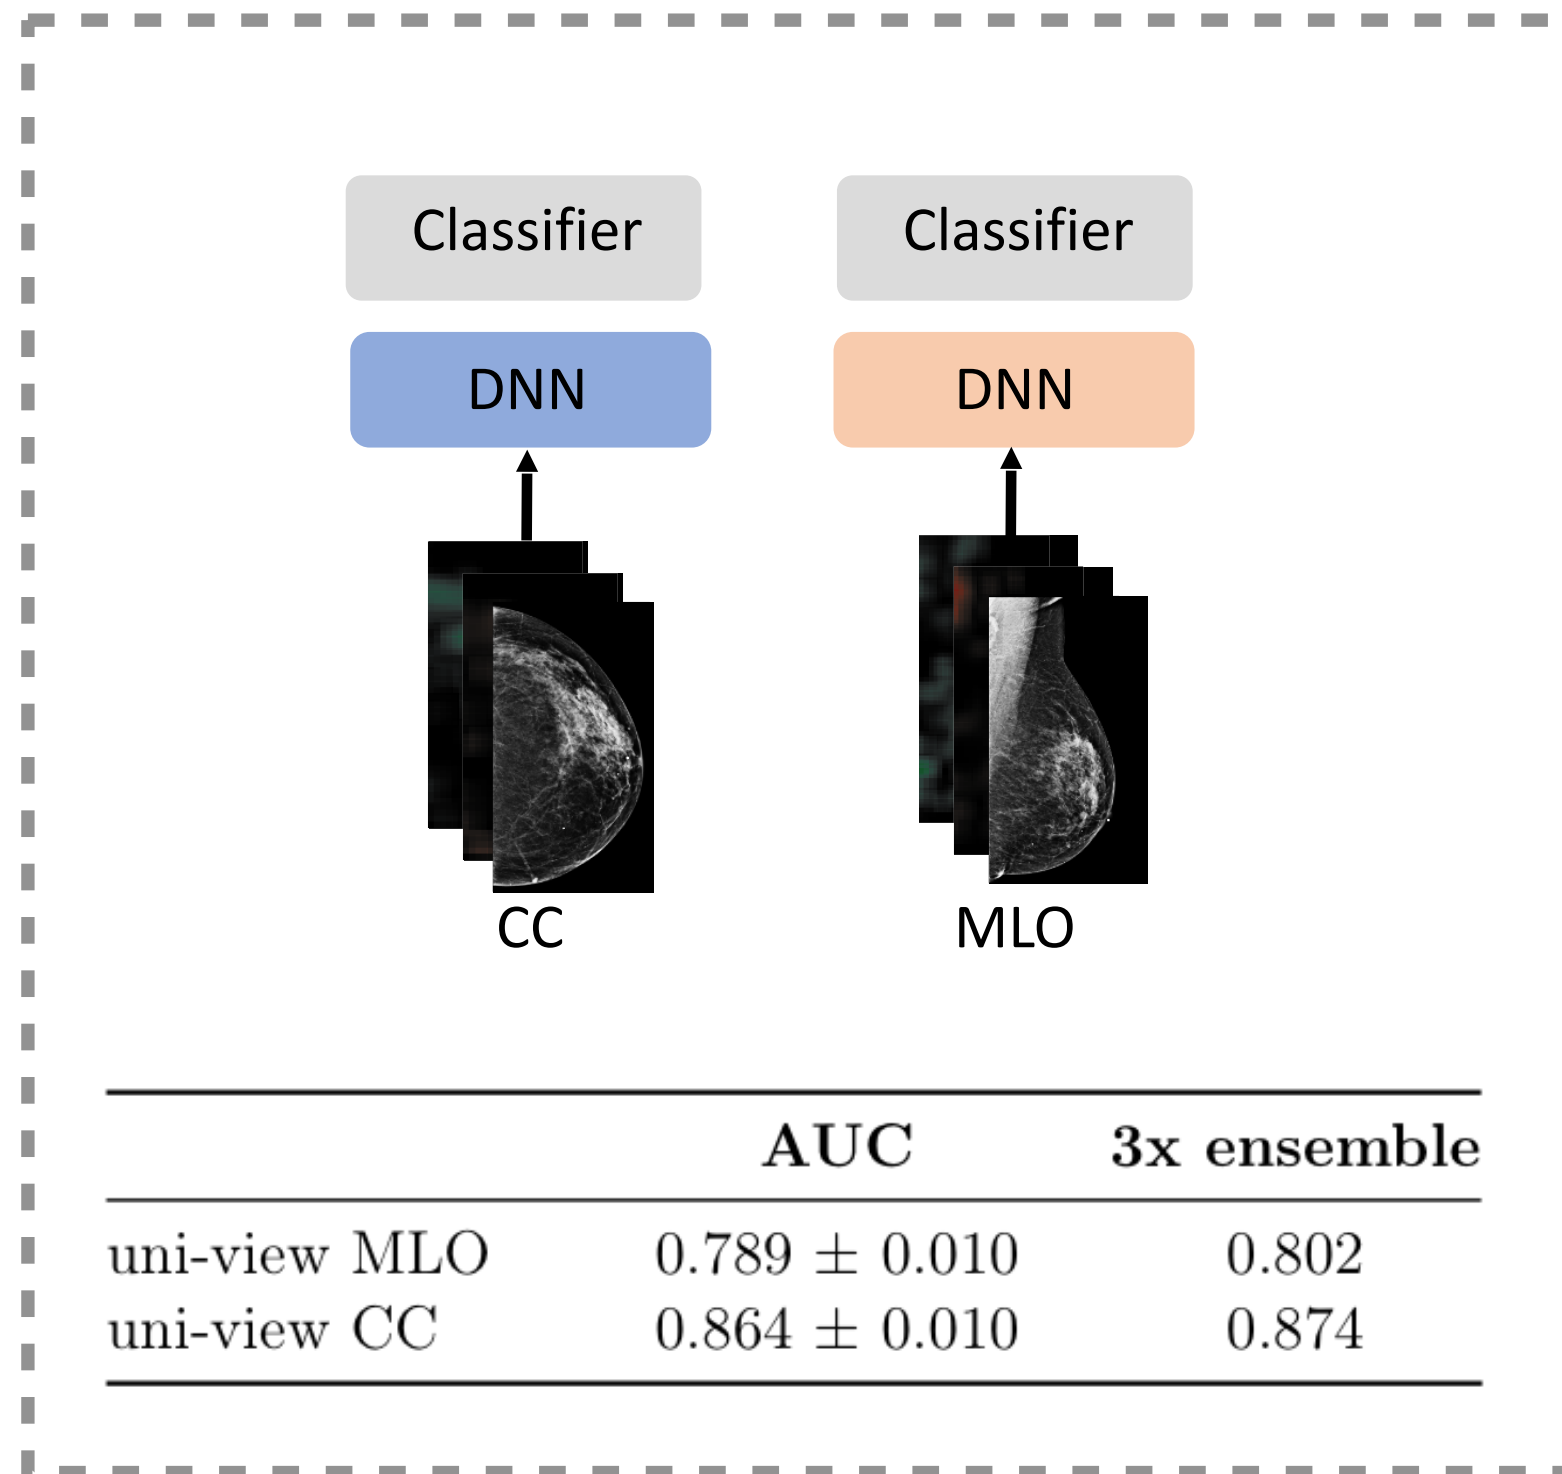 Classifier Classifier
DNN DNN
CC MLO
AUC 3x ensemble
uni-view MLO 0.789 ± 0.010 0.802
uni-view CC 0.864 ± 0.010 0.874